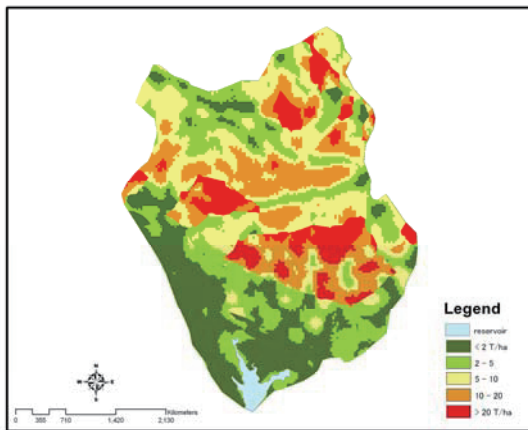 Legend
reservoir
< 2 T/ha
2 - 5
5 - 10
10 - 20
> 20 T/ha
N
W E
S
Kilometers
0 355 710 1,420 2,130